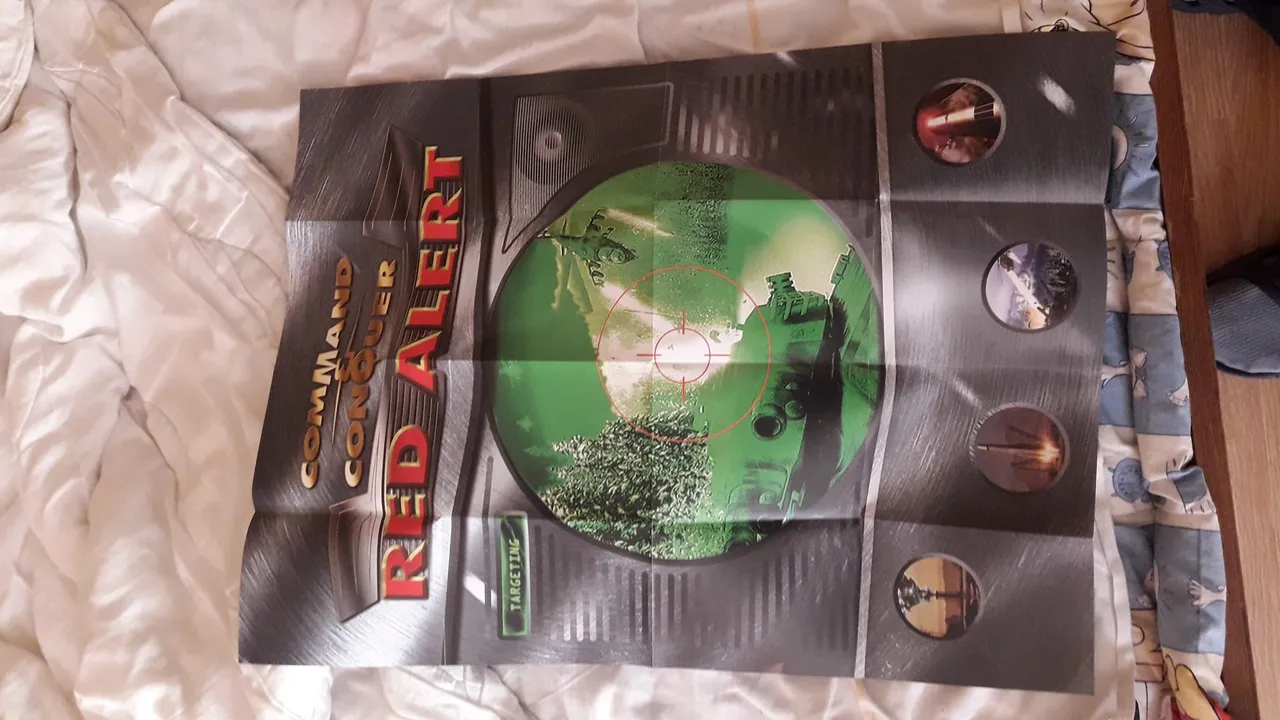 COMMAND
&
CONQUER
RED ALERT
TARGETING